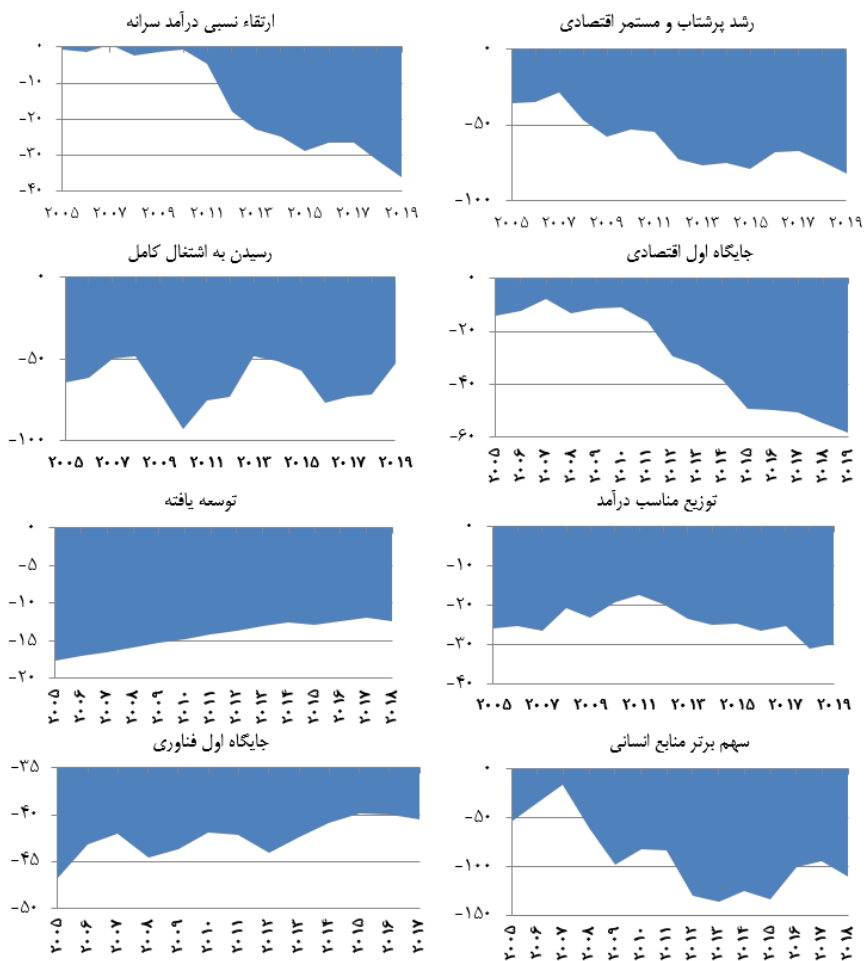 رشد پرشتاب و مستمر اقتصادی
۰
-۵۰
-۱۰۰
۲۰۰۵ ۲۰۰۷ ۲۰۰۹ ۲۰۱۱ ۲۰۱۳ ۲۰۱۵ ۲۰۱۷ ۲۰۱۹
ارتقاء نسبی درآمد سرانه
۰
-۱۰
-۲۰
-۳۰
-۴۰
۲۰۰۵ ۲۰۰۷ ۲۰۰۹ ۲۰۱۱ ۲۰۱۳ ۲۰۱۵ ۲۰۱۷ ۲۰۱۹
جایگاه اول اقتصادی
۰
-۲۰
-۴۰
-۶۰
۲۰۰۵ ۲۰۰۶ ۲۰۰۷ ۲۰۰۸ ۲۰۰۹ ۲۰۱۰ ۲۰۱۱ ۲۰۱۲ ۲۰۱۳ ۲۰۱۴ ۲۰۱۵ ۲۰۱۶ ۲۰۱۷ ۲۰۱۸ ۲۰۱۹
رسیدن به اشتغال کامل
۰
-۵۰
-۱۰۰
۲۰۰۵ ۲۰۰۷ ۲۰۰۹ ۲۰۱۱ ۲۰۱۳ ۲۰۱۵ ۲۰۱۷ ۲۰۱۹
توزیع مناسب درآمد
۰
-۱۰
-۲۰
-۳۰
-۴۰
۲۰۰۵ ۲۰۰۷ ۲۰۰۹ ۲۰۱۱ ۲۰۱۳ ۲۰۱۵ ۲۰۱۷ ۲۰۱۹
توسعه یافته
۰
-۵
-۱۰
-۱۵
-۲۰
۲۰۰۵ ۲۰۰۶ ۲۰۰۷ ۲۰۰۸ ۲۰۰۹ ۲۰۱۰ ۲۰۱۱ ۲۰۱۲ ۲۰۱۳ ۲۰۱۴ ۲۰۱۵ ۲۰۱۶ ۲۰۱۷ ۲۰۱۸
سهم برتر منابع انسانی
۰
-۵۰
-۱۰۰
-۱۵۰
۲۰۰۵ ۲۰۰۶ ۲۰۰۷ ۲۰۰۸ ۲۰۰۹ ۲۰۱۰ ۲۰۱۱ ۲۰۱۲ ۲۰۱۳ ۲۰۱۴ ۲۰۱۵ ۲۰۱۶ ۲۰۱۷ ۲۰۱۸
جایگاه اول فناوری
-۳۵
-۴۰
-۴۵
-۵۰
۲۰۰۵ ۲۰۰۶ ۲۰۰۷ ۲۰۰۸ ۲۰۰۹ ۲۰۱۰ ۲۰۱۱ ۲۰۱۲ ۲۰۱۳ ۲۰۱۴ ۲۰۱۵ ۲۰۱۶ ۲۰۱۷